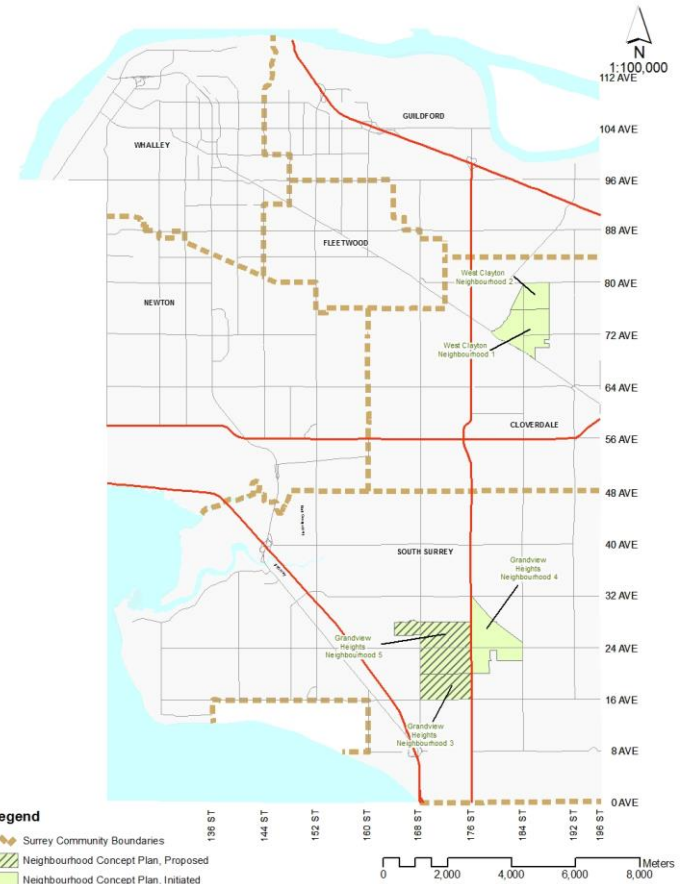 N
1:100,000
112 AVE
GUILDFORD
104 AVE
WHALLEY
96 AVE
88 AVE
FLEETWOOD
West Clayton
Neighbourhood 2
80 AVE
NEWTON
72 AVE
West Clayton
Neighbourhood 1
64 AVE
CLOVERDALE
56 AVE
48 AVE
40 AVE
SOUTH SURREY
Grandview
Heights
Neighbourhood 4
32 AVE
Grandview
Heights
Neighbourhood 5
24 AVE
16 AVE
Grandview
Heights
Neighbourhood 3
8 AVE
0 AVE
136 ST
144 ST
152 ST
160 ST
168 ST
176 ST
184 ST
192 ST
196 ST
egend
Surrey Community Boundaries
Neighbourhood Concept Plan, Proposed
Neighbourhood Concept Plan, Initiated
0 2,000 4,000 6,000 8,000 Meters